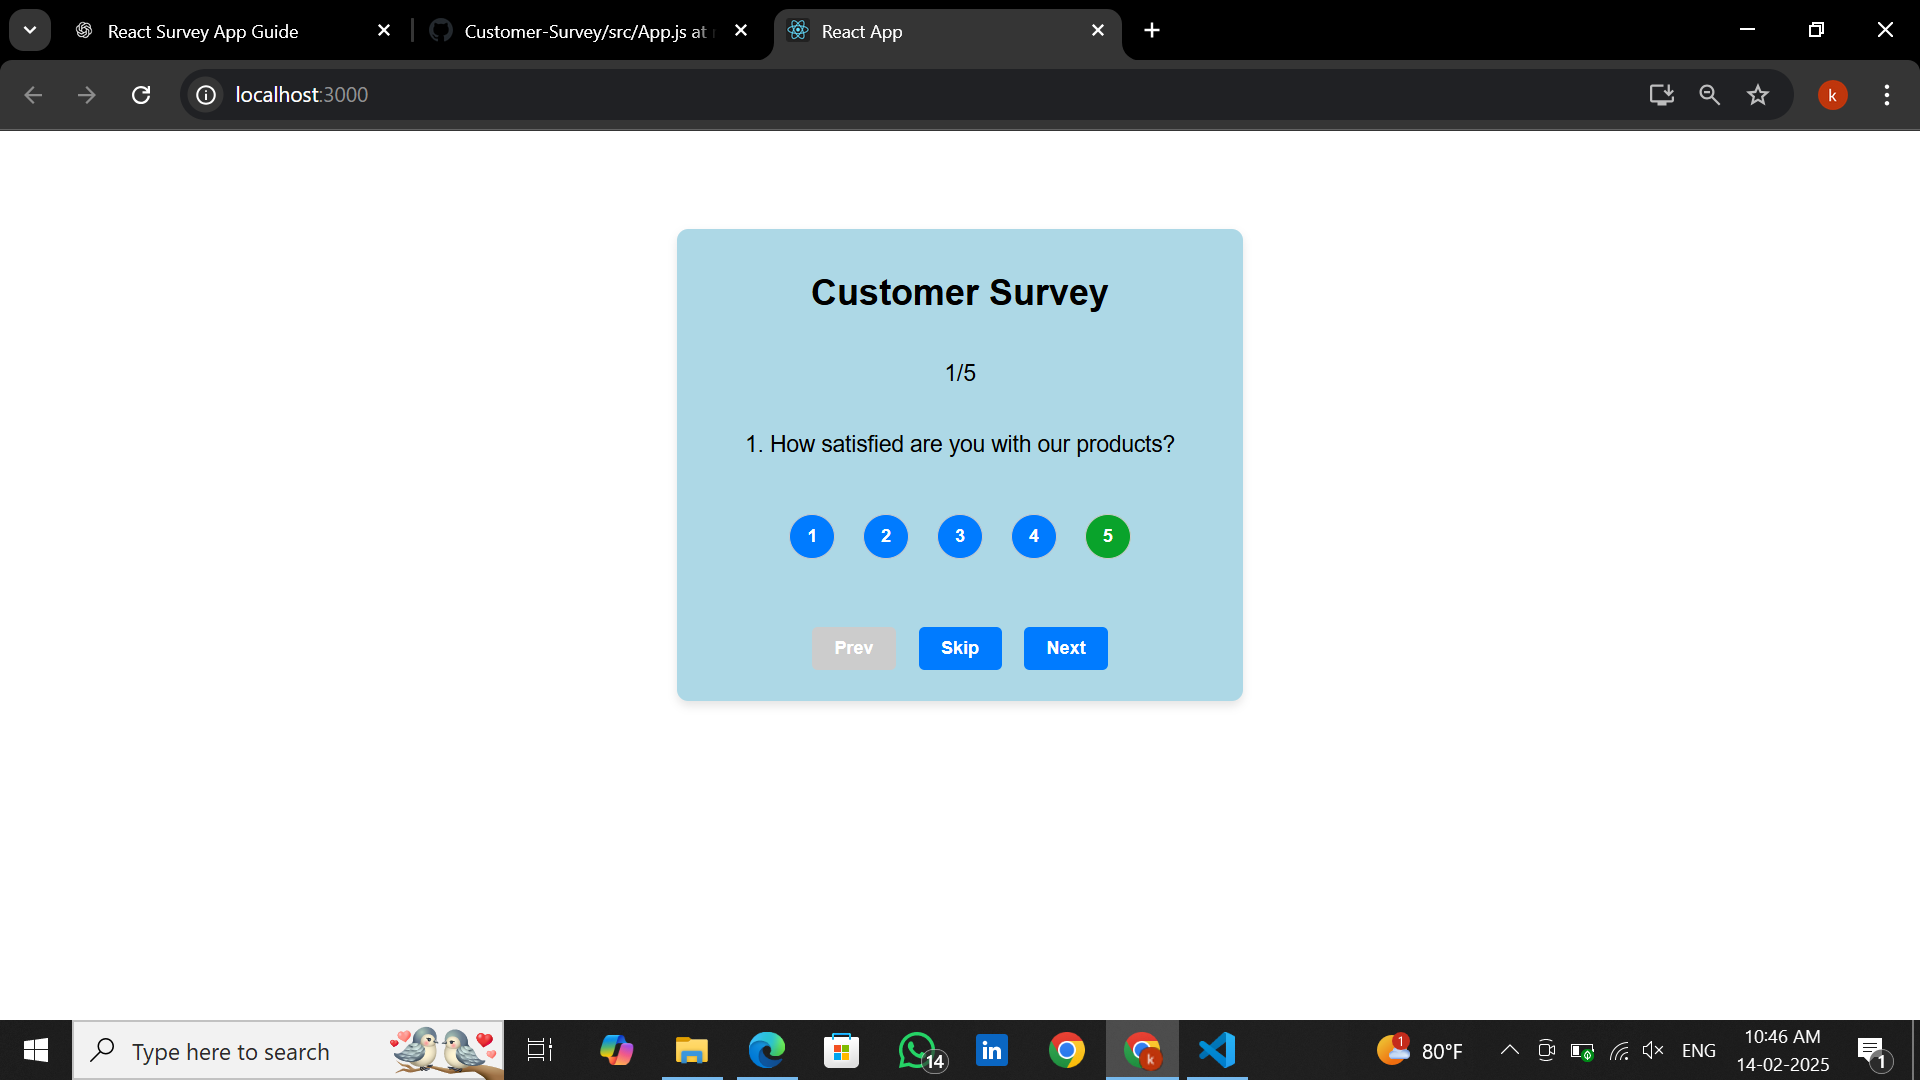 React Survey App Guide
Customer-Survey/src/App.js at
React App
localhost:3000
k
Customer Survey
1/5
1. How satisfied are you with our products?
1 2 3 4 5
Prev Skip Next
Type here to search
14
in
k
1
80°F
ENG
10:46 AM
14-02-2025
1